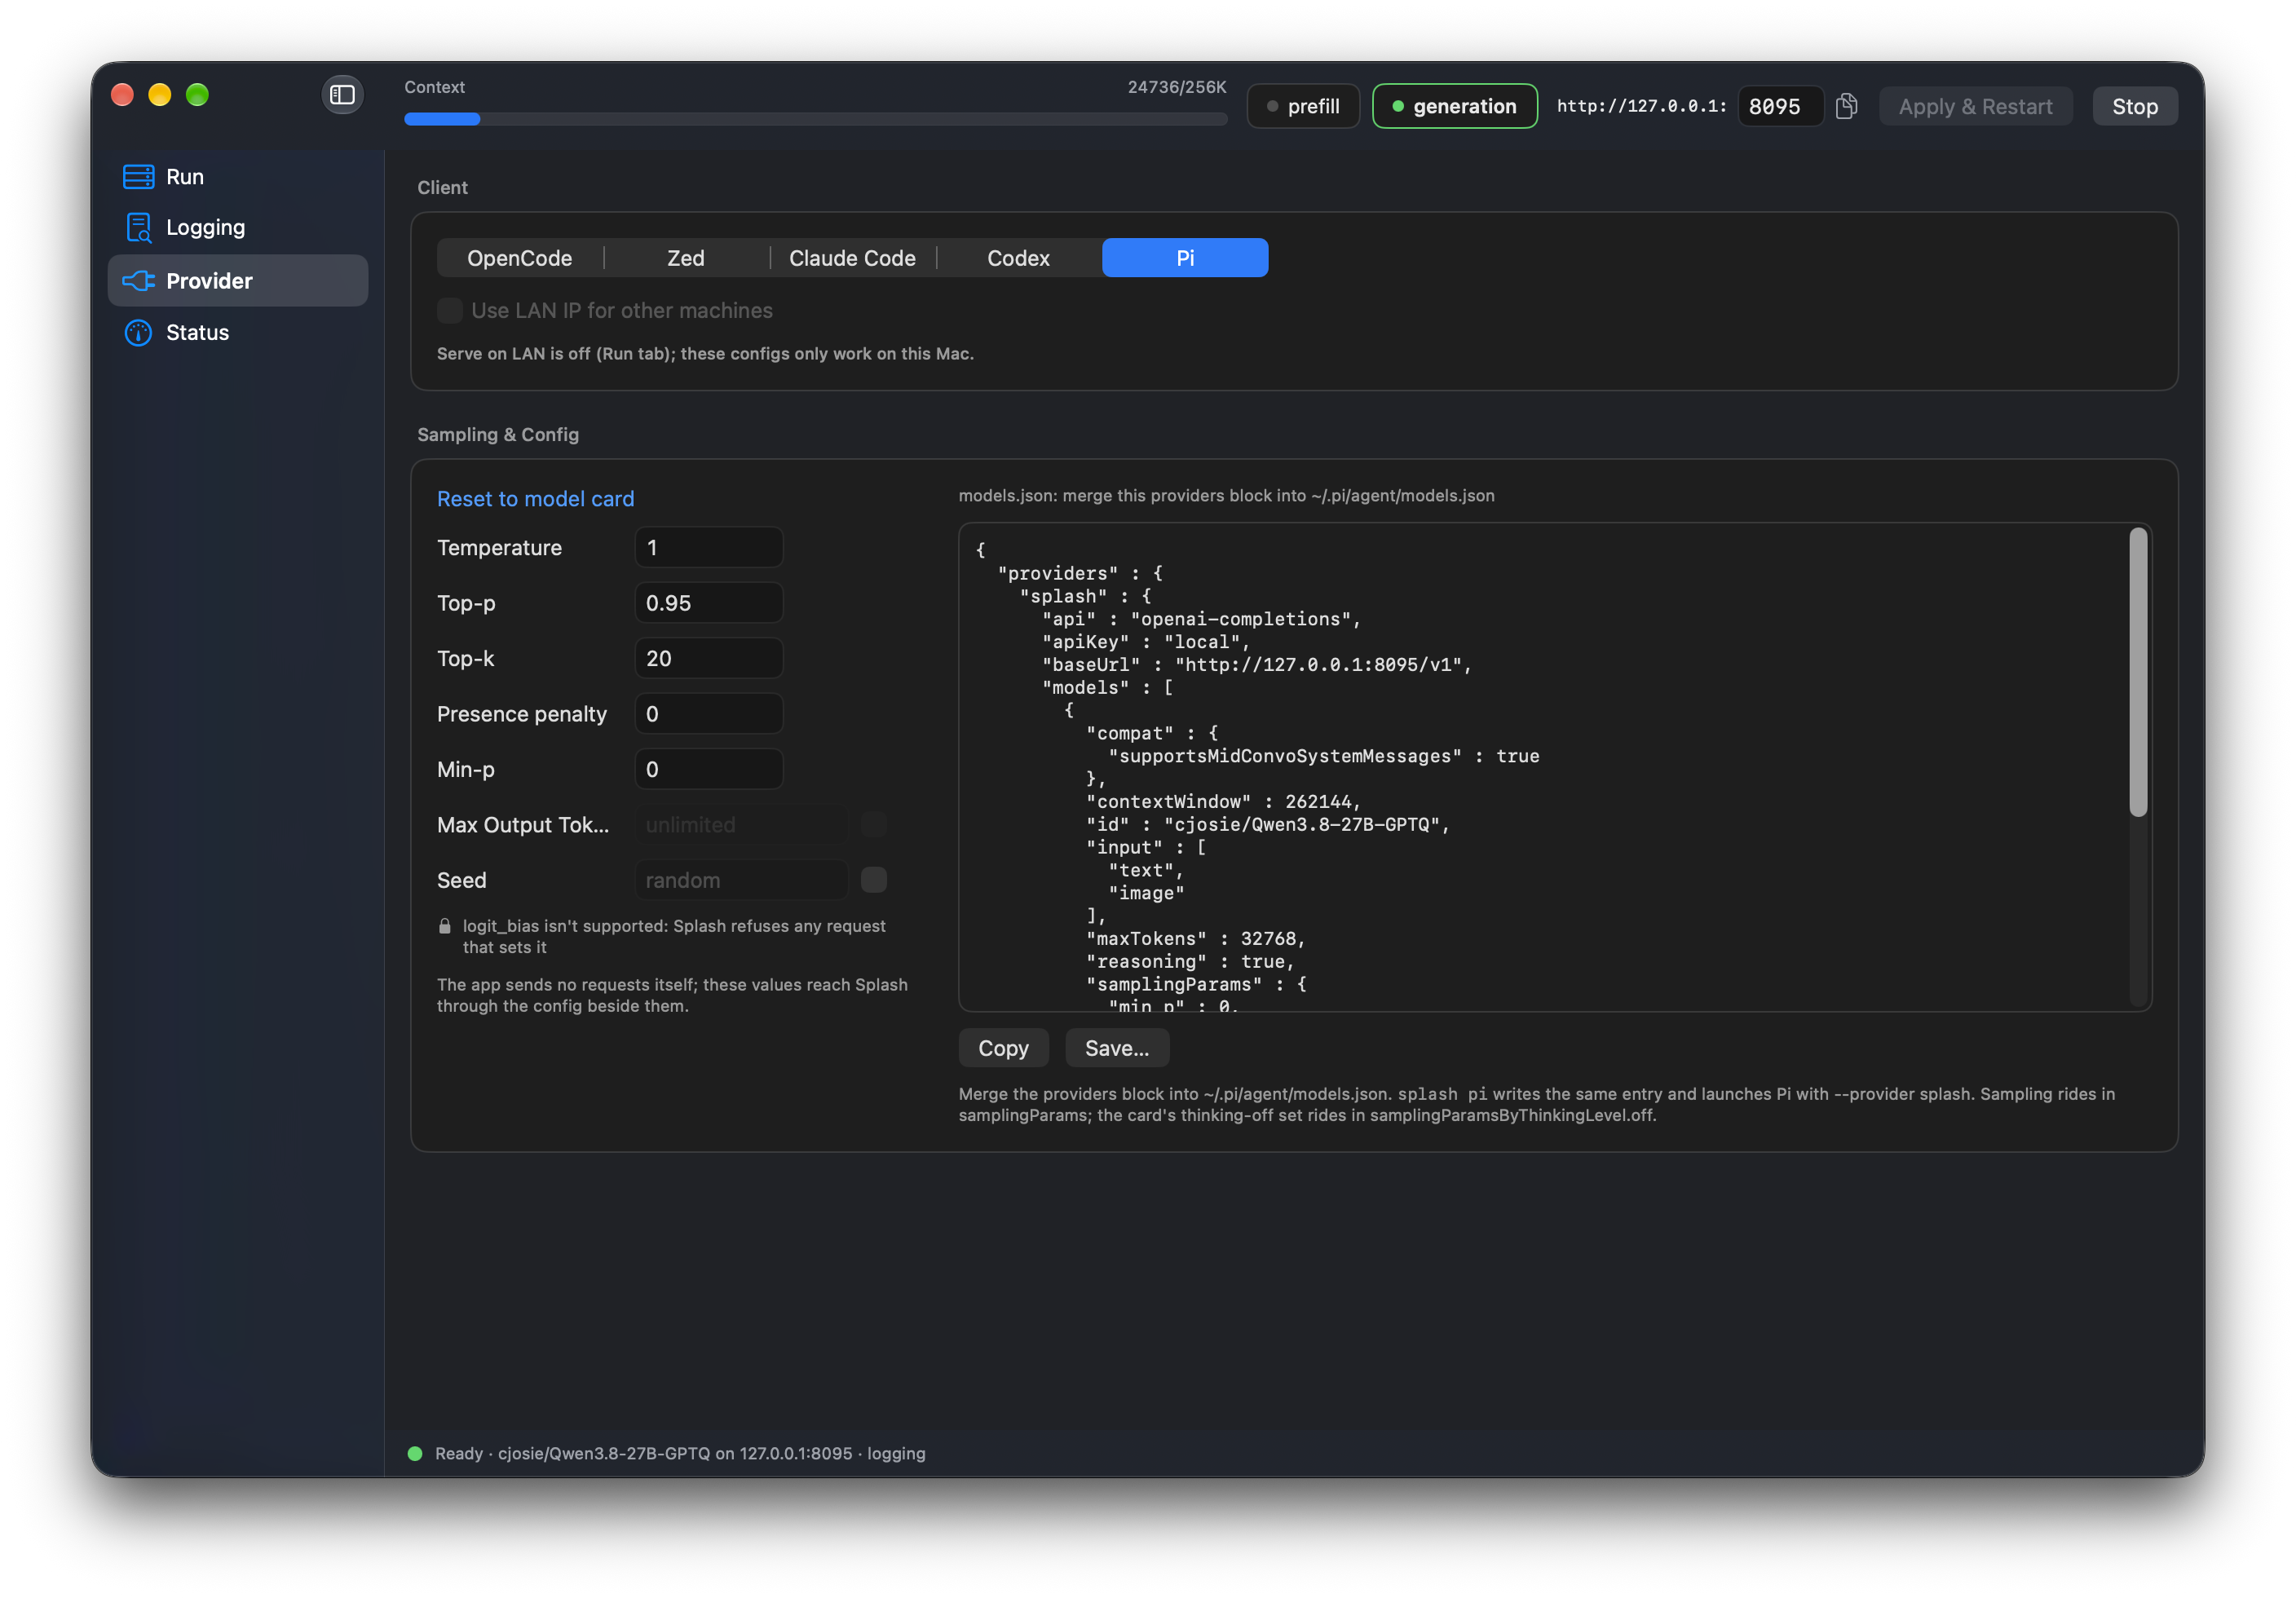 Context
24736/256K
prefill
generation
http://127.0.0.1:
8095
Apply & Restart
Stop
Run
Logging
Provider
Status
Client
OpenCode
Zed
Claude Code
Codex
Pi
Use LAN IP for other machines
Serve on LAN is off (Run tab); these configs only work on this Mac.
Sampling & Config
Reset to model card
Temperature
1
Top-p
0.95
Top-k
20
Presence penalty
0
Min-p
0
Max Output Tok...
unlimited
Seed
random
logit_bias isn't supported: Splash refuses any request
that sets it
The app sends no requests itself; these values reach Splash
through the config beside them.
models.json: merge this providers block into ~/.pi/agent/models.json
{
"providers" : {
"splash" : {
"api" : "openai-completions",
"apiKey" : "local",
"baseUrl" : "http://127.0.0.1:8095/v1",
"models" : [
{
"compat" : {
"supportsMidConvoSystemMessages" : true
},
"contextWindow" : 262144,
"id" : "cjosie/Qwen3.8-27B-GPTQ",
"input" : [
"text",
"image"
],
"maxTokens" : 32768,
"reasoning" : true,
"samplingParams" : {
"min_p" : 0,
Copy
Save...
Merge the providers block into ~/.pi/agent/models.json. splash pi writes the same entry and launches Pi with --provider splash. Sampling rides in
samplingParams; the card's thinking-off set rides in samplingParamsByThinkingLevel.off.
Ready · cjosie/Qwen3.8-27B-GPTQ on 127.0.0.1:8095 · logging